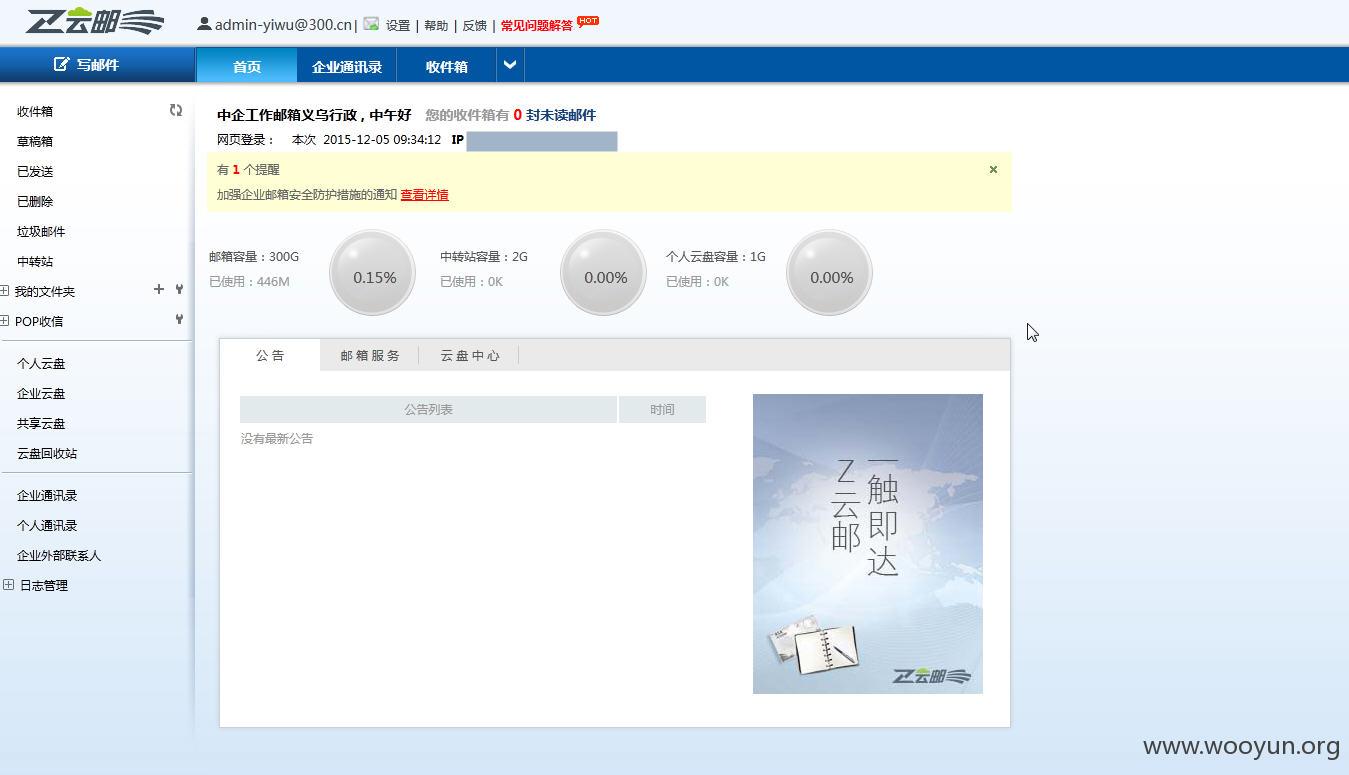 Z云邮
admin-yiwu@300.cn | 设置 | 帮助 | 反馈 | 常见问题解答 HOT
写邮件
首页 企业通讯录 收件箱
收件箱
草稿箱
已发送
已删除
垃圾邮件
中转站
我的文件夹
POP收信
个人云盘
企业云盘
共享云盘
云盘回收站
企业通讯录
个人通讯录
企业外部联系人
日志管理
中企工作邮箱义乌行政，中午好 您的收件箱有 0 封未读邮件
网页登录： 本次 2015-12-05 09:34:12 IP
有 1 个提醒
加强企业邮箱安全防护措施的通知 查看详情
邮箱容量：300G
已使用：446M
0.15%
中转站容量：2G
已使用：0K
0.00%
个人云盘容量：1G
已使用：0K
0.00%
公告 邮箱服务 云盘中心
公告列表 时间
没有最新公告
一触即达
Z云邮
Z云邮
www.wooyun.org